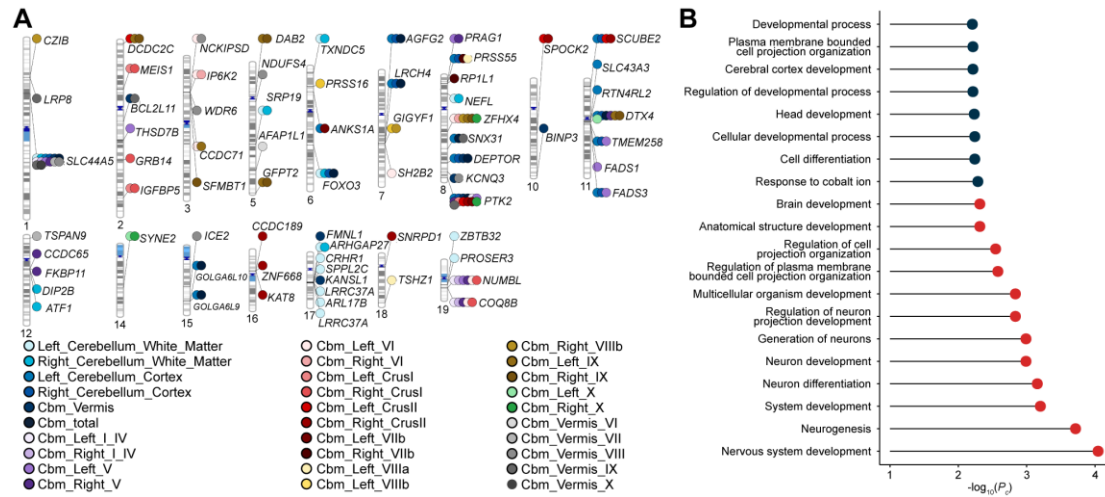 A
CZIB
LRP8
SLC44A5
1
DCDC2C
MEIS1
BCL2L11
THSD7B
GRB14
IGFBP5
2
NCKIPSD
IP6K2
WDR6
CCDC71
SFMBT1
3
DAB2
NDUFS4
SRP19
AFAP1L1
GFPT2
5
TXNDC5
PRSS16
ANKS1A
FOXO3
6
AGFG2
LRCH4
GIGYF1
SH2B2
7
PRAG1
PRSS55
RP1L1
NEFL
ZFHX4
SNX31
DEPTOR
KCNQ3
PTK2
8
SPOCK2
BINP3
10
SCUBE2
SLC43A3
RTN4RL2
DTX4
TMEM258
FADS1
FADS3
11
TSPAN9
CCDC65
FKBP11
DIP2B
ATF1
12
SYNE2
14
ICE2
GOLGA6L10
GOLGA6L9
15
CCDC189
ZNF668
KAT8
16
FMNL1
ARHGAP27
CRHR1
SPPL2C
KANSL1
LRRC37A
ARL17B
LRRC37A
17
SNRPD1
TSHZ1
18
ZBTB32
PROSER3
NUMBL
COQ8B
19
Left_Cerebellum_White_Matter
Right_Cerebellum_White_Matter
Left_Cerebellum_Cortex
Right_Cerebellum_Cortex
Cbm_Vermis
Cbm_total
Cbm_Left_I_IV
Cbm_Right_I_IV
Cbm_Left_V
Cbm_Right_V
Cbm_Left_VI
Cbm_Right_VI
Cbm_Left_CrusI
Cbm_Right_CrusI
Cbm_Left_CrusII
Cbm_Right_CrusII
Cbm_Left_VIIb
Cbm_Right_VIIb
Cbm_Left_VIIIa
Cbm_Left_VIIIb
Cbm_Right_VIIIb
Cbm_Left_IX
Cbm_Right_IX
Cbm_Left_X
Cbm_Right_X
Cbm_Vermis_VI
Cbm_Vermis_VII
Cbm_Vermis_VIII
Cbm_Vermis_IX
Cbm_Vermis_X
B
Developmental process
Plasma membrane bounded
cell projection organization
Cerebral cortex development
Regulation of developmental process
Head development
Cellular developmental process
Cell differentiation
Response to cobalt ion
Brain development
Anatomical structure development
Regulation of cell
projection organization
Regulation of plasma membrane
bounded cell projection organization
Multicellular organism development
Regulation of neuron
projection development
Generation of neurons
Neuron development
Neuron differentiation
System development
Neurogenesis
Nervous system development
1 2 3 4
-log10(Pc)